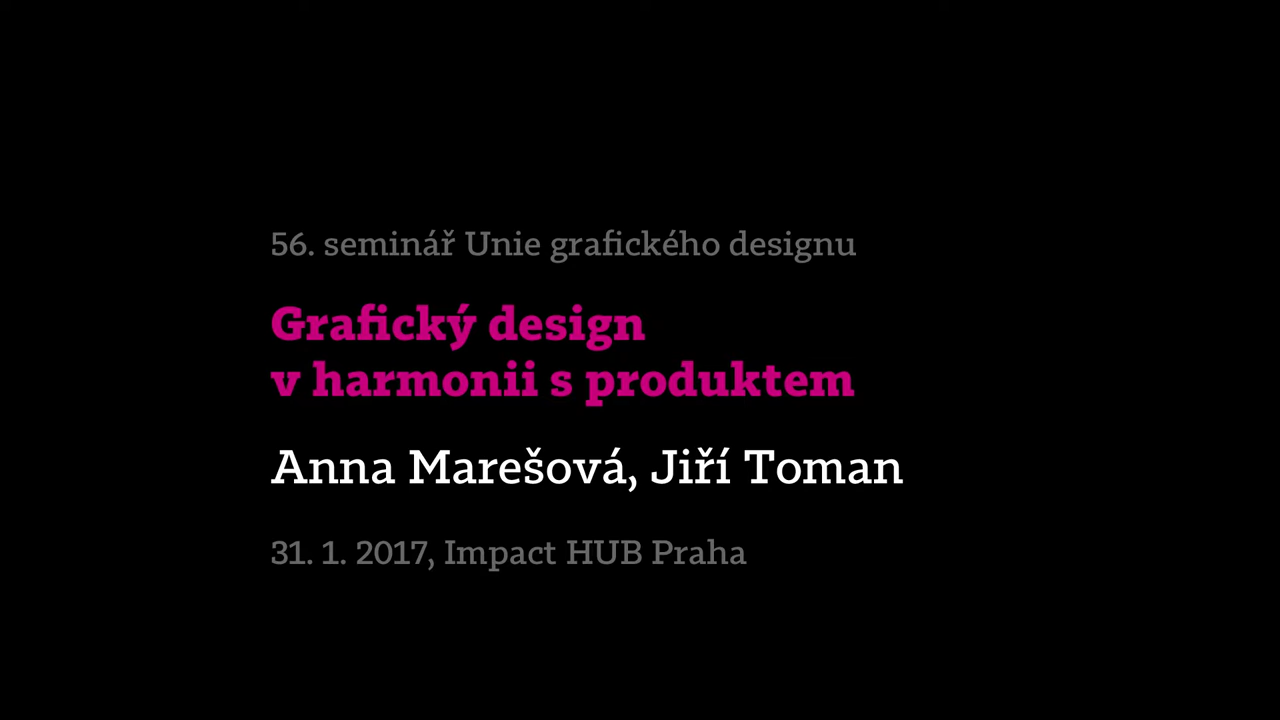 56. seminář Unie grafického designu
Grafický design
v harmonii s produktem
Anna Marešová, Jiří Toman
31. 1. 2017, Impact HUB Praha